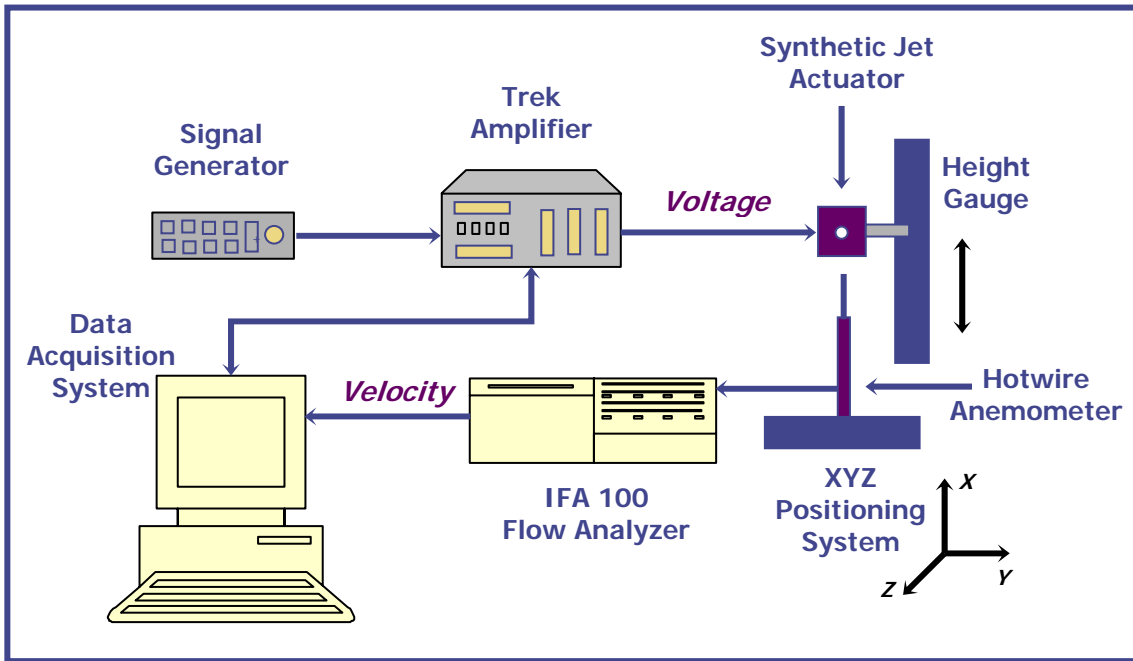 Synthetic Jet
Actuator
Trek
Amplifier
Signal
Generator
Height
Gauge
Voltage
Data
Acquisition
System
Velocity
Hotwire
Anemometer
IFA 100
Flow Analyzer
XYZ
Positioning
System
X
Y
Z